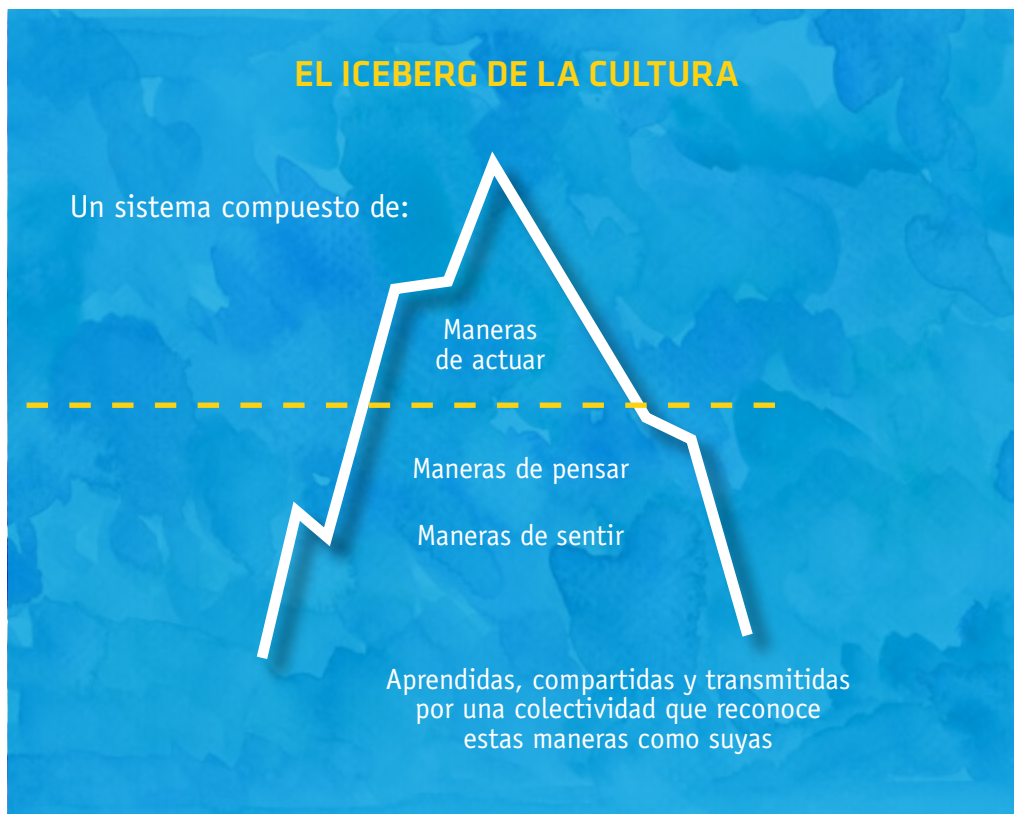 EL ICEBERG DE LA CULTURA
Un sistema compuesto de:
Maneras
de actuar
Maneras de pensar
Maneras de sentir
Aprendidas, compartidas y transmitidas
por una colectividad que reconoce
estas maneras como suyas